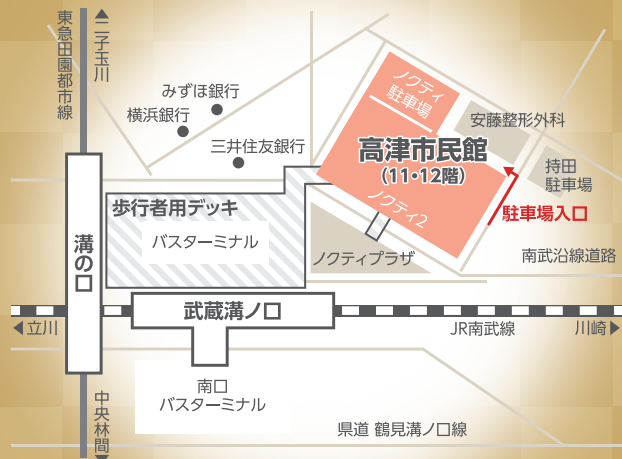 東急田園都市線
▲二子玉川
みずほ銀行
横浜銀行
三井住友銀行
ノクティ
駐車場
安藤整形外科
高津市民館
(11・12階)
持田
駐車場
歩行者用デッキ
ノクティ2
駐車場入口
バスターミナル
溝の口
ノクティプラザ
南武沿線道路
武蔵溝ノ口
◀立川
JR南武線
川崎▶
南口
バスターミナル
中央林間▼
県道 鶴見溝ノ口線